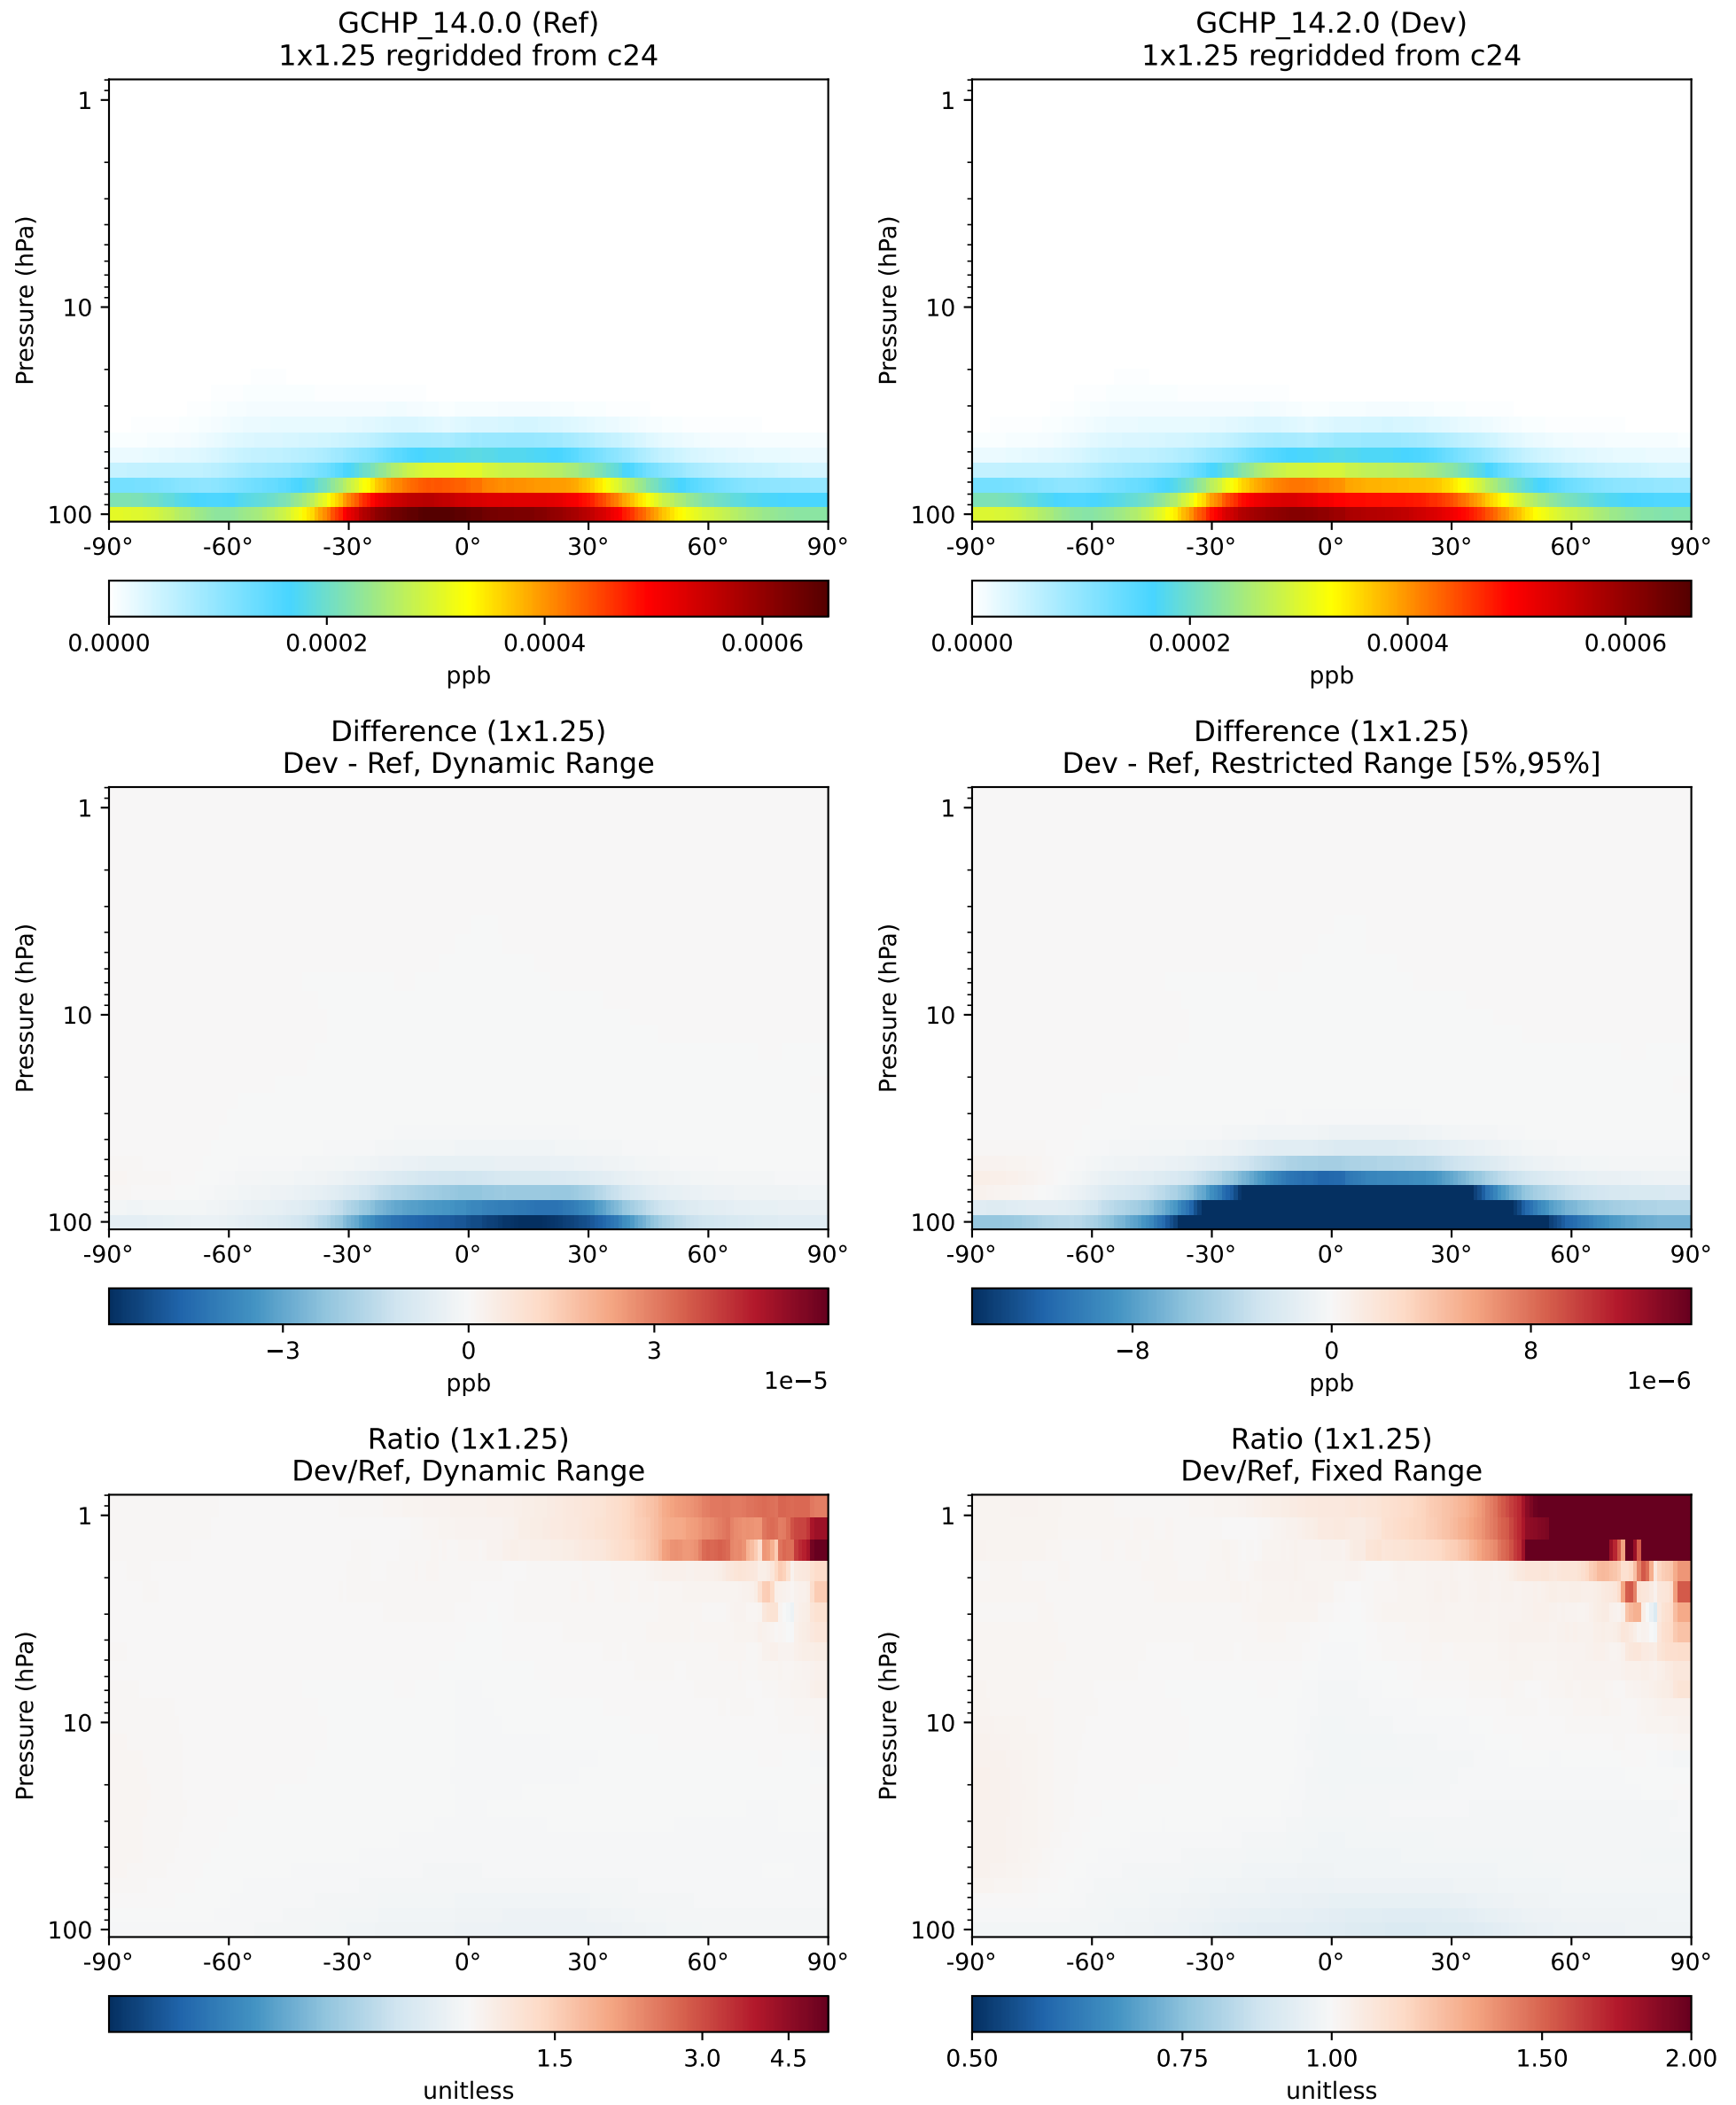 GCHP_14.0.0 (Ref)
1x1.25 regridded from c24
Pressure (hPa)
1
10
100
-90° -60° -30° 0° 30° 60° 90°
0.0000 0.0002 0.0004 0.0006
ppb
GCHP_14.2.0 (Dev)
1x1.25 regridded from c24
Pressure (hPa)
1
10
100
-90° -60° -30° 0° 30° 60° 90°
0.0000 0.0002 0.0004 0.0006
ppb
Difference (1x1.25)
Dev - Ref, Dynamic Range
Pressure (hPa)
1
10
100
-90° -60° -30° 0° 30° 60° 90°
−3 0 3
1e−5
ppb
Difference (1x1.25)
Dev - Ref, Restricted Range [5%,95%]
Pressure (hPa)
1
10
100
-90° -60° -30° 0° 30° 60° 90°
−8 0 8
1e−6
ppb
Ratio (1x1.25)
Dev/Ref, Dynamic Range
Pressure (hPa)
1
10
100
-90° -60° -30° 0° 30° 60° 90°
1.5 3.0 4.5
unitless
Ratio (1x1.25)
Dev/Ref, Fixed Range
Pressure (hPa)
1
10
100
-90° -60° -30° 0° 30° 60° 90°
0.50 0.75 1.00 1.50 2.00
unitless